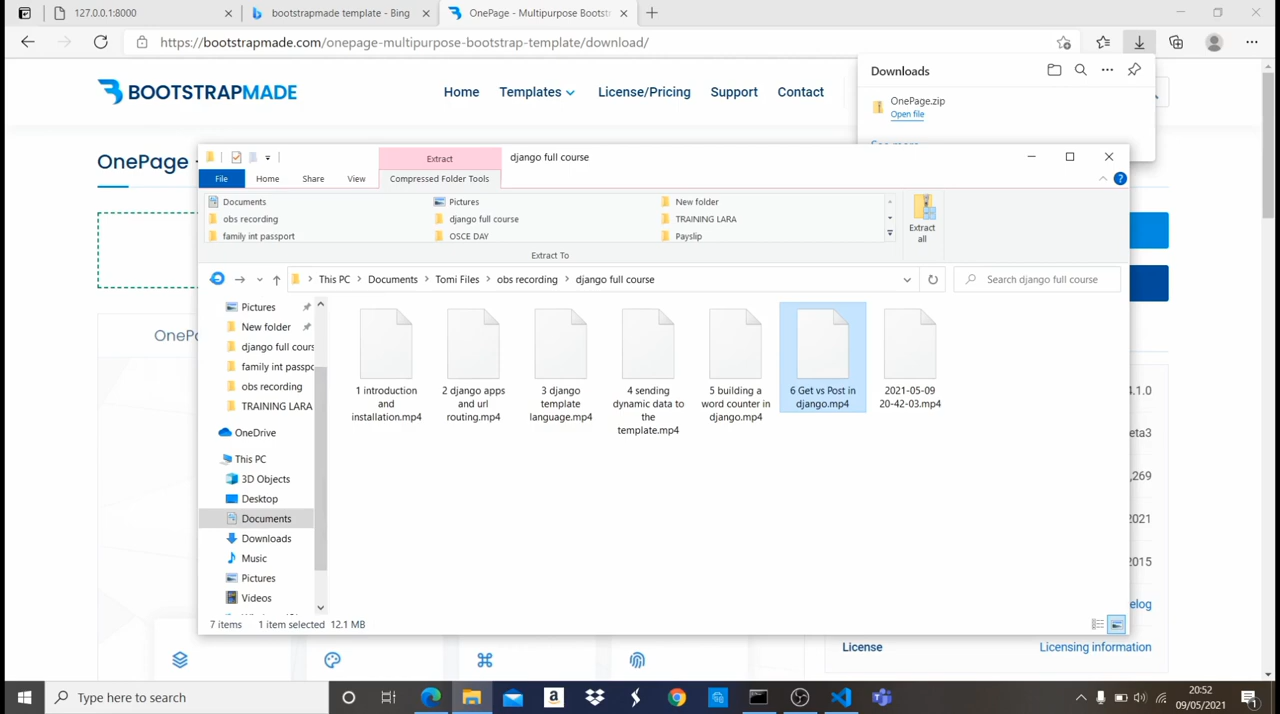 127.0.0.1:8000
bootstrapmade template - Bing
OnePage - Multipurpose Bootst
https://bootstrapmade.com/onepage-multipurpose-bootstrap-template/download/
BOOTSTRAPMADE
Home
Templates
License/Pricing
Support
Contact
Downloads
OnePage.zip
Open file
OnePage -
Extract
django full course
File
Home
Share
View
Compressed Folder Tools
Documents
Pictures
New folder
obs recording
django full course
TRAINING LARA
family int passport
OSCE DAY
Payslip
Extract
all
Extract To
This PC
Documents
Tomi Files
obs recording
django full course
Search django full course
Pictures
New folder
django full cours
family int passpo
obs recording
TRAINING LARA
OneDrive
This PC
3D Objects
Desktop
Documents
Downloads
Music
Pictures
Videos
1 introduction
and
installation.mp4
2 django apps
and url
routing.mp4
3 django
template
language.mp4
4 sending
dynamic data to
the
template.mp4
5 building a
word counter in
django.mp4
6 Get vs Post in
django.mp4
2021-05-09
20-42-03.mp4
OnePa
.1.0
eta3
,269
2021
2015
elog
7 items
1 item selected
12.1 MB
License
Licensing information
Type here to search
20:52
09/05/2021
1